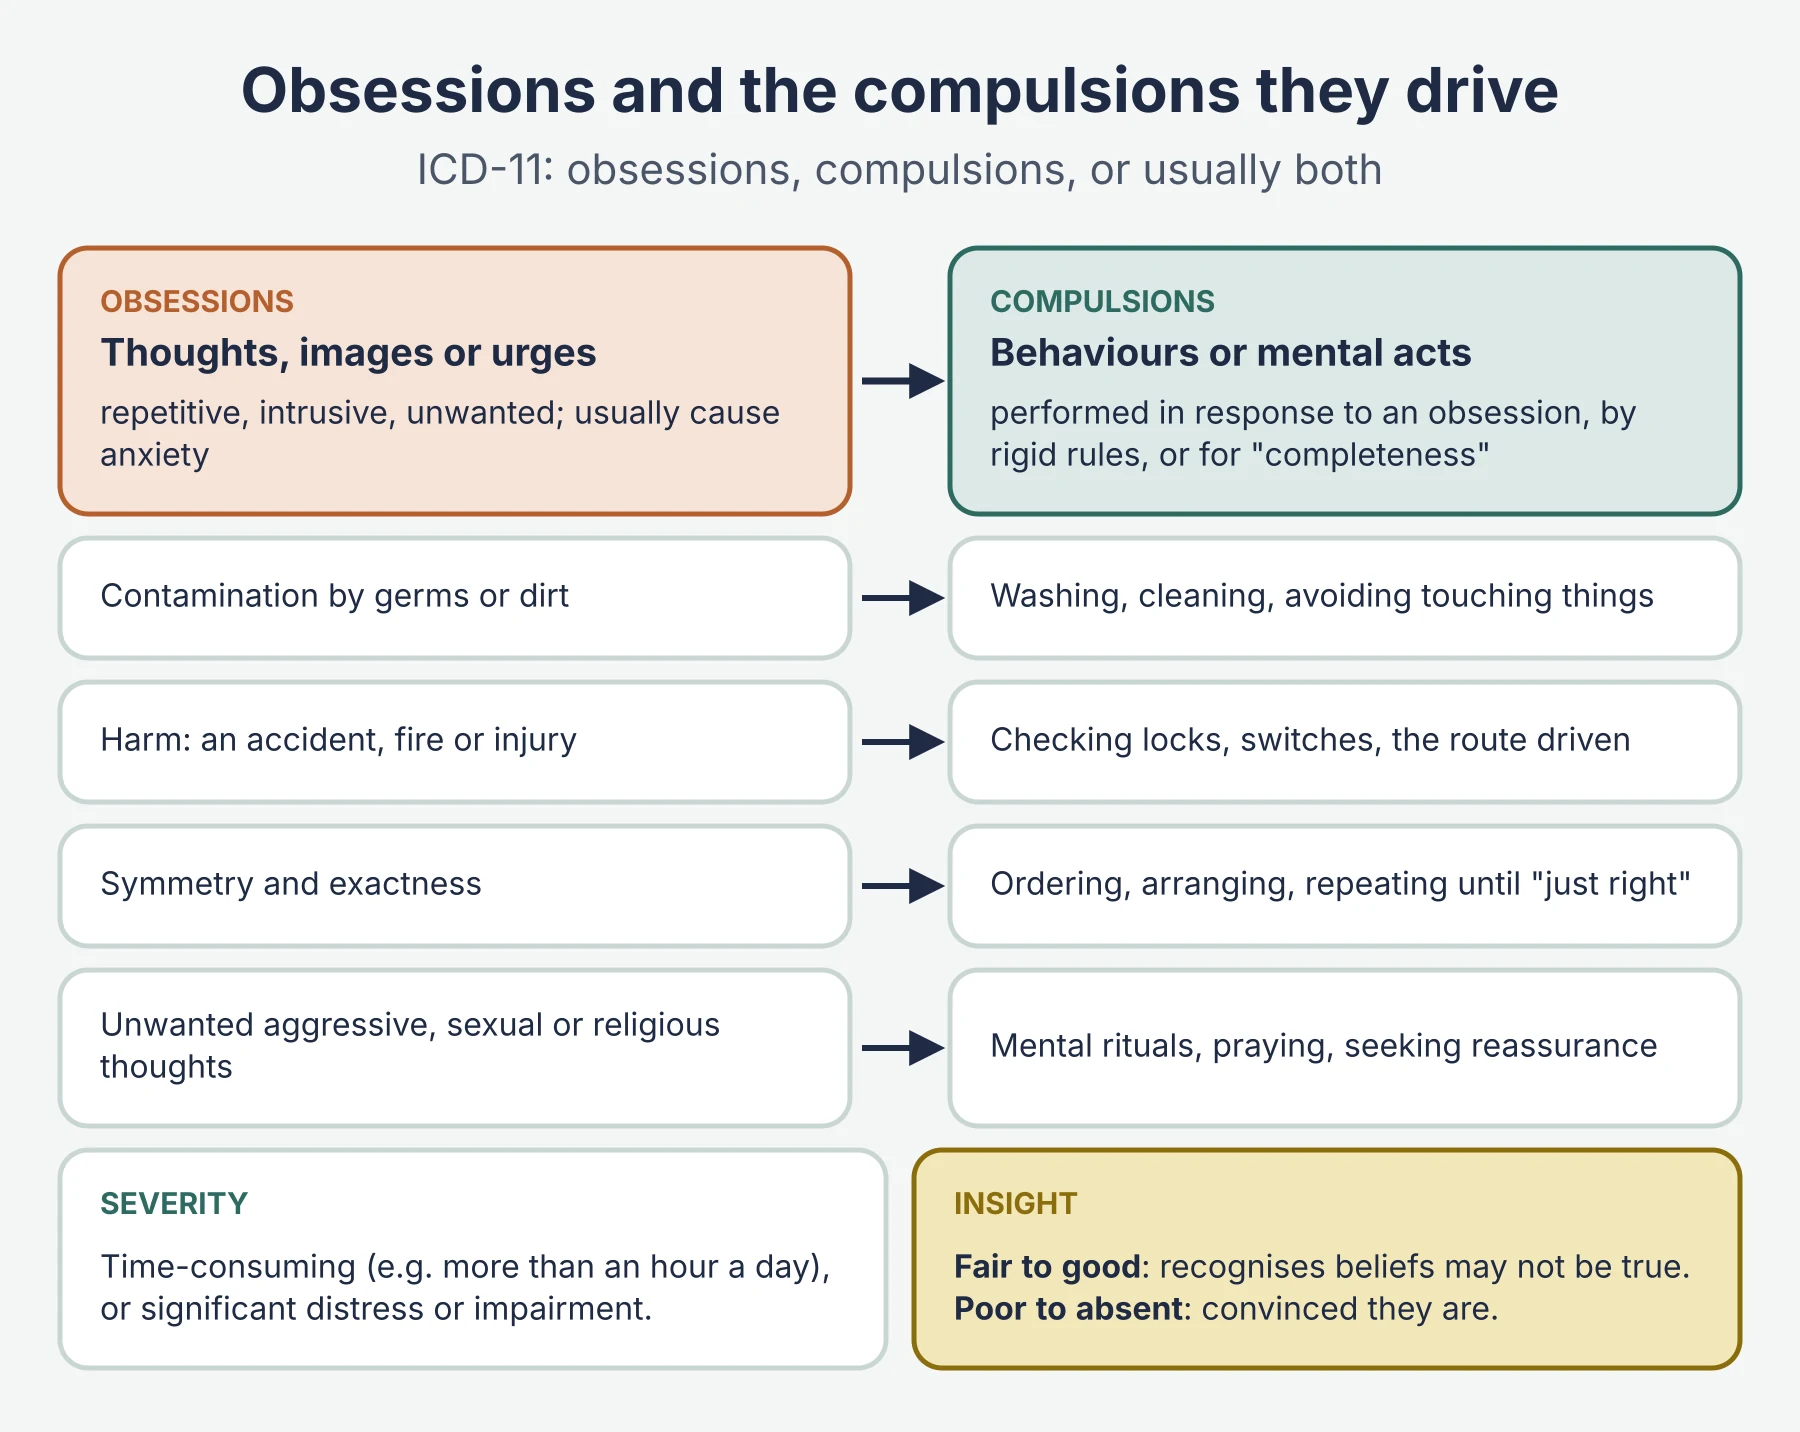 Obsessions and the compulsions they drive
ICD-11: obsessions, compulsions, or usually both
OBSESSIONS
Thoughts, images or urges
repetitive, intrusive, unwanted; usually cause
anxiety
COMPULSIONS
Behaviours or mental acts
performed in response to an obsession, by
rigid rules, or for "completeness"
Contamination by germs or dirt
Washing, cleaning, avoiding touching things
Harm: an accident, fire or injury
Checking locks, switches, the route driven
Symmetry and exactness
Ordering, arranging, repeating until "just right"
Unwanted aggressive, sexual or religious
thoughts
Mental rituals, praying, seeking reassurance
SEVERITY
Time-consuming (e.g. more than an hour a day),
or significant distress or impairment.
INSIGHT
Fair to good: recognises beliefs may not be true.
Poor to absent: convinced they are.